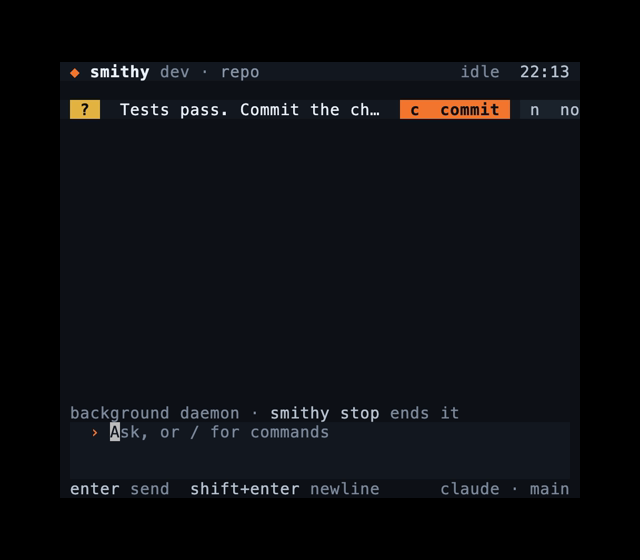 ◆ smithy dev · repo idle 22:13
? Tests pass. Commit the ch… c commit n no
background daemon · smithy stop ends it
› Ask, or / for commands
enter send shift+enter newline claude · main